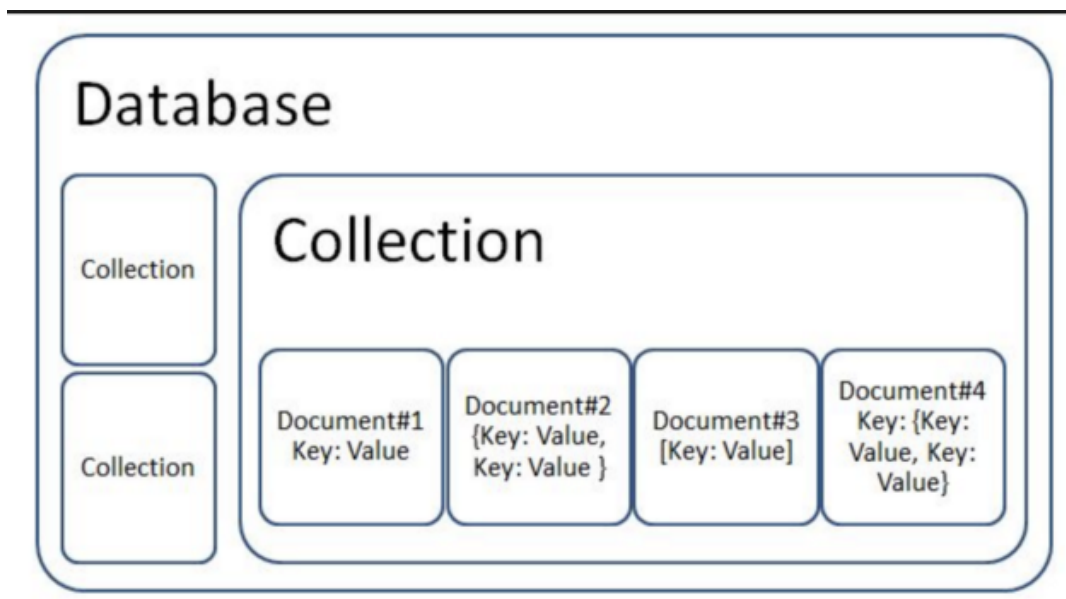 Database
Collection
Collection
Collection
Document#1
Key: Value
Document#2
{Key: Value,
Key: Value }
Document#3
[Key: Value]
Document#4
Key: {Key:
Value, Key:
Value}